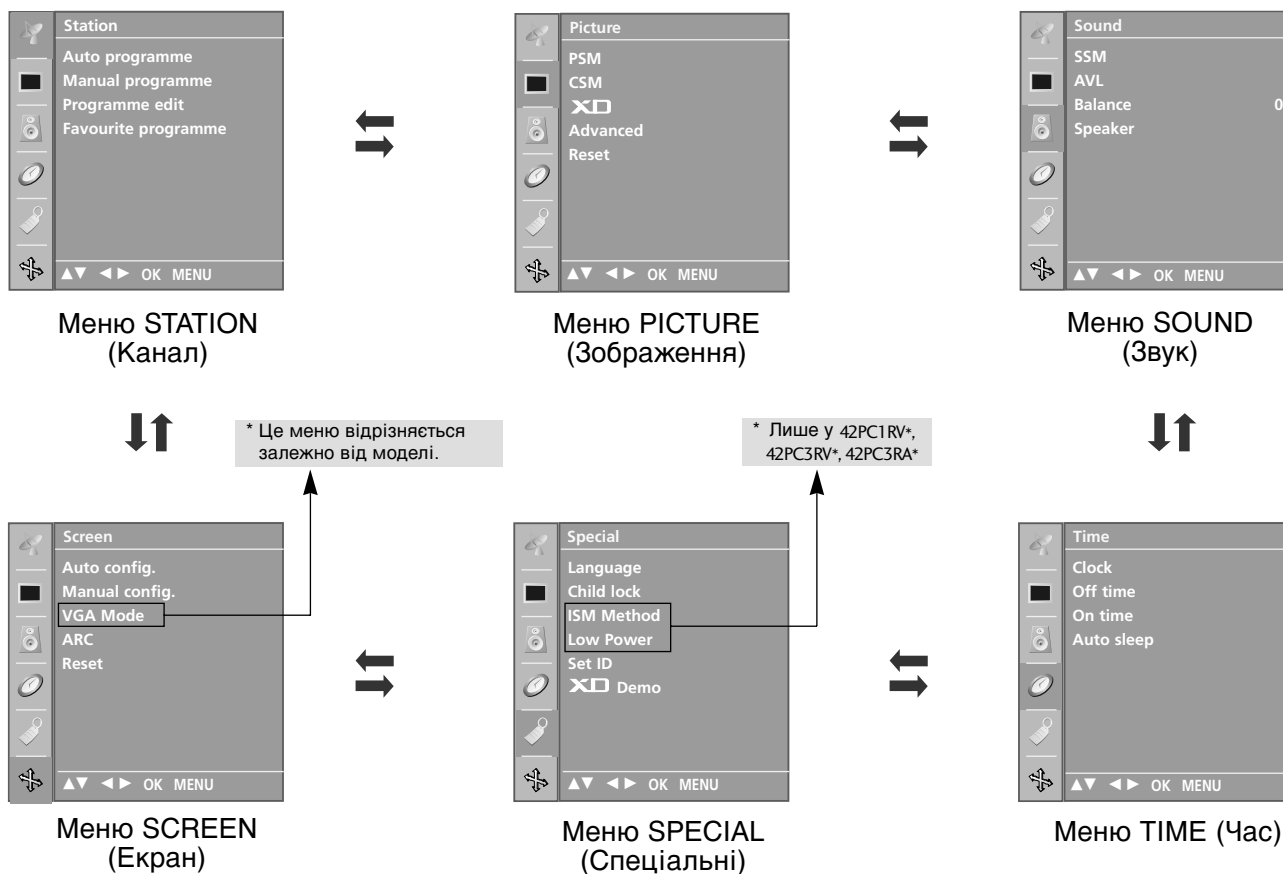 Station
Auto programme
Manual programme
Programme edit
Favourite programme
▲▼ ◄► OK MENU
Меню STATION
(Канал)
Picture
PSM
CSM
XD
Advanced
Reset
▲▼ ◄► OK MENU
Меню PICTURE
(Зображення)
Sound
SSM
AVL
Balance 0
Speaker
▲▼ ◄► OK MENU
Меню SOUND
(Звук)
* Це меню відрізняється
залежно від моделі.
* Лише у 42PC1RV*,
42PC3RV*, 42PC3RA*
Screen
Auto config.
Manual config.
VGA Mode
ARC
Reset
▲▼ ◄► OK MENU
Меню SCREEN
(Екран)
Special
Language
Child lock
ISM Method
Low Power
Set ID
XD Demo
▲▼ ◄► OK MENU
Меню SPECIAL
(Спеціальні)
Time
Clock
Off time
On time
Auto sleep
▲▼ ◄► OK MENU
Меню TIME (Час)